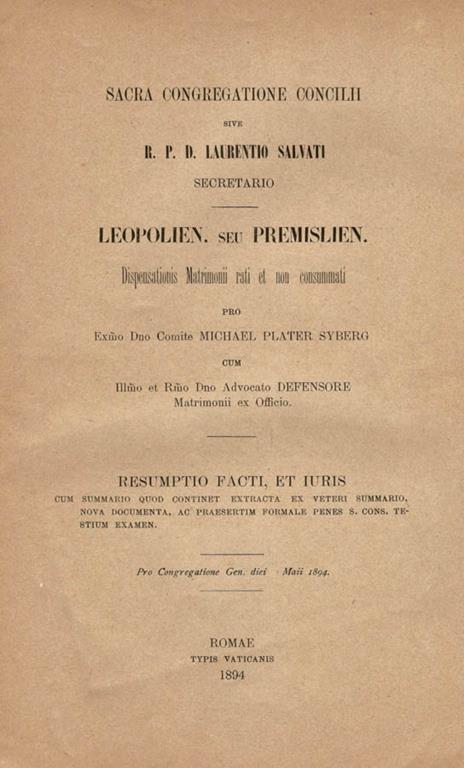 SACRA CONGREGATIONE CONCILII
SIVE
R. P. D. LAURENTIO SALVATI
SECRETARIO
LEOPOLIEN. SEU PREMISLIEN.
Dispensationis Matrimonii rati et non consummati
PRO
Exm̃o Dno Comite MICHAEL PLATER SYBERG
CUM
Illm̃o et Rm̃o Dno Advocato DEFENSORE
Matrimonii ex Officio.
RESUMPTIO FACTI, ET IURIS
CUM SUMMARIO QUOD CONTINET EXTRACTA EX VETERI SUMMARIO,
NOVA DOCUMENTA, AC PRAESERTIM FORMALE PENES S. CONS. TE-
STIUM EXAMEN.
Pro Congregatione Gen. diei Maii 1894.
ROMAE
TYPIS VATICANIS
1894